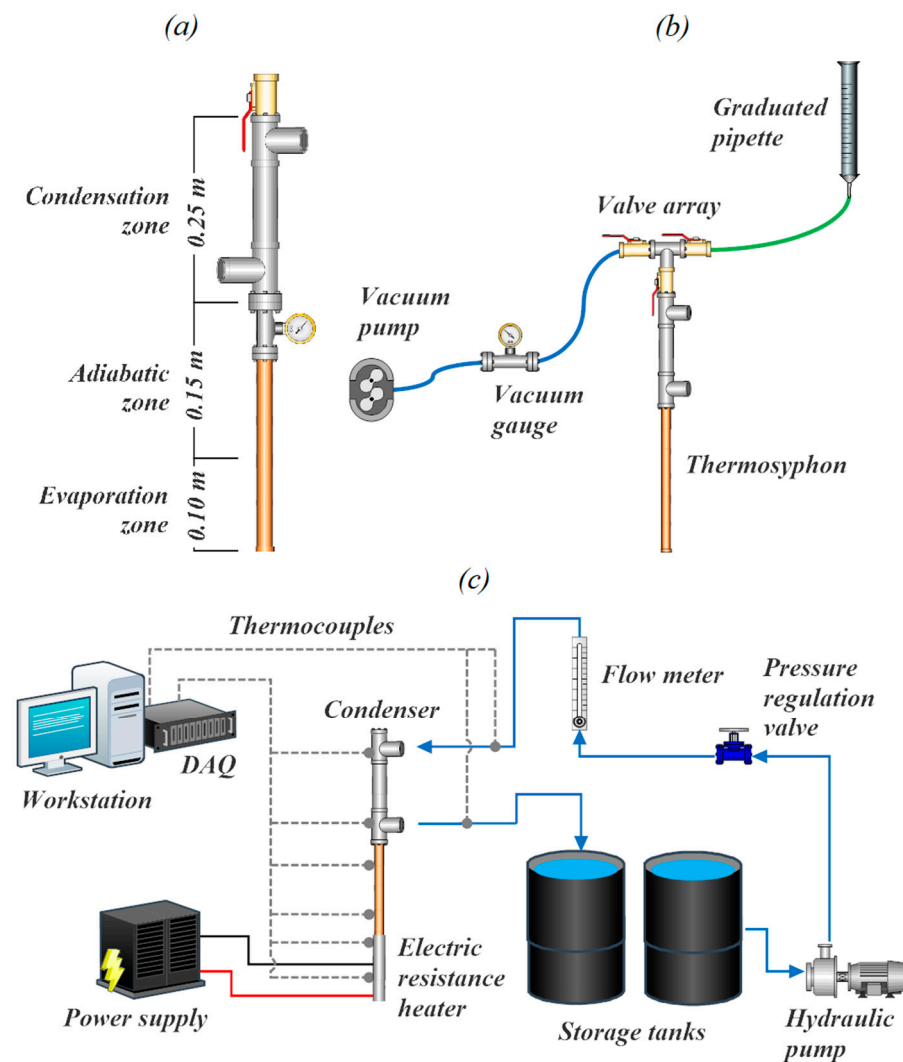 (a)
Condensation
zone
0.25 m
Adiabatic
zone
0.15 m
Evaporation
zone
0.10 m
(b)
Graduated
pipette
Valve array
Vacuum
pump
Vacuum
gauge
Thermosyphon
(c)
Thermocouples
Flow meter
Pressure
regulation
valve
Condenser
DAQ
Workstation
Electric
resistance
heater
Power supply
Storage tanks
Hydraulic
pump